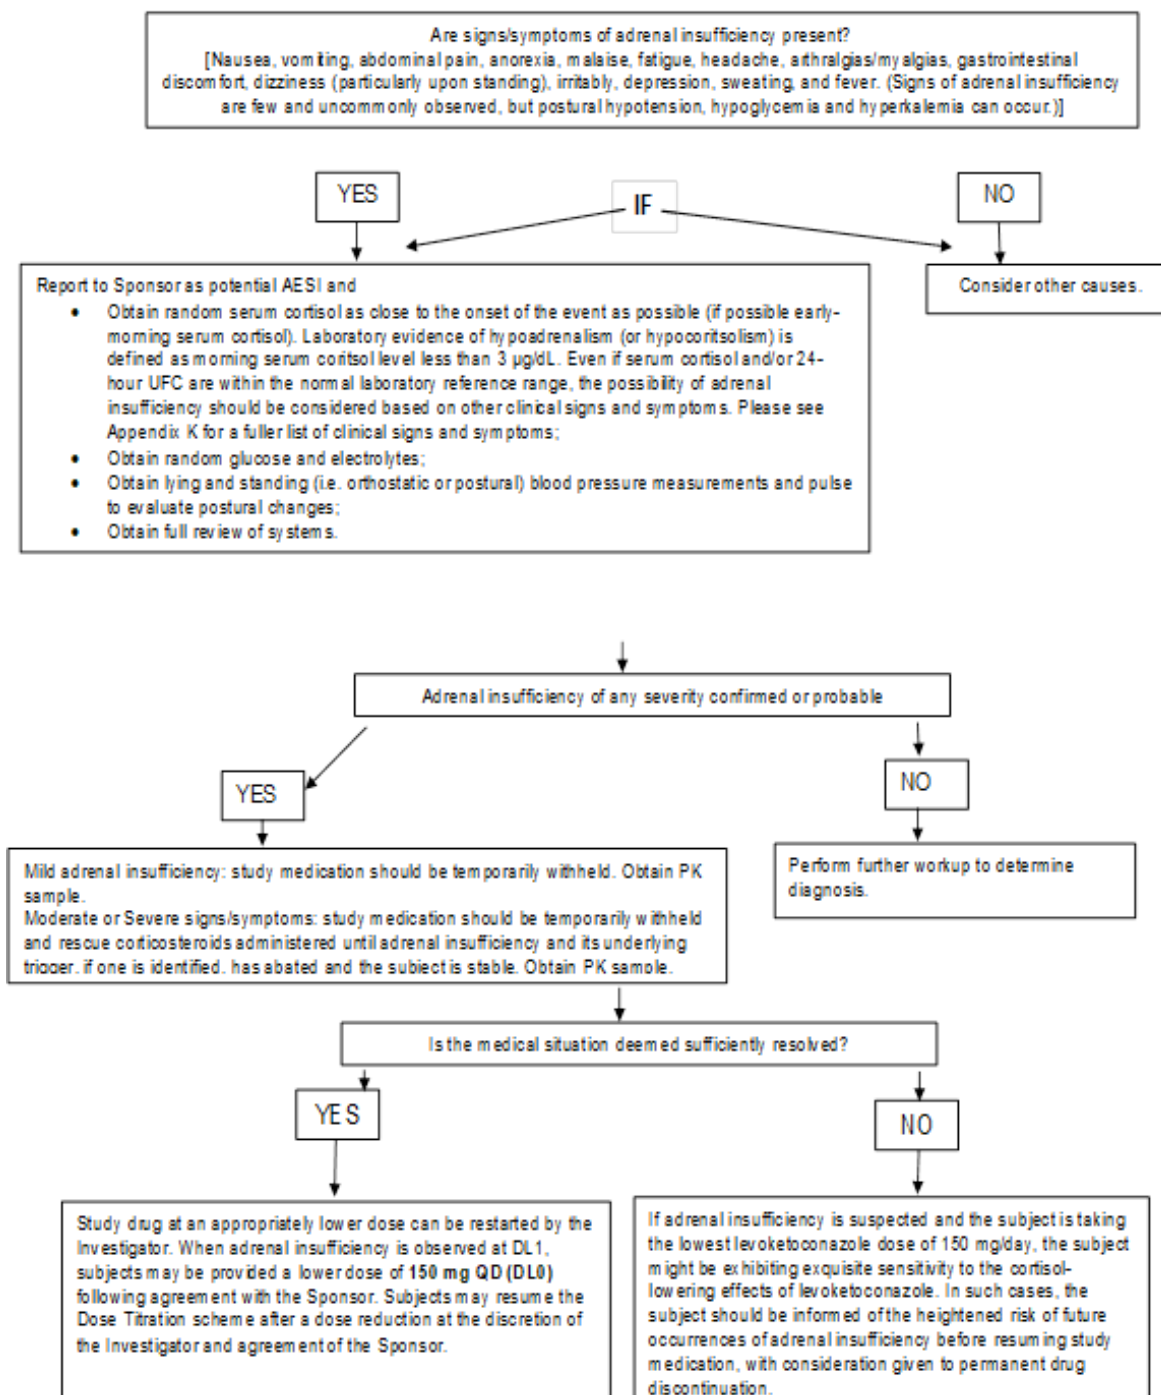 Are signs/symptoms of adrenal insufficiency present?
[Nausea, vomiting, abdominal pain, anorexia, malaise, fatigue, headache, arthralgias/myalgias, gastrointestinal
discomfort, dizziness (particularly upon standing), irritably, depression, sweating, and fever. (Signs of adrenal insufficiency
are few and uncommonly observed, but postural hypotension, hypoglycemia and hyperkalemia can occur.)]
YES
IF
NO
Report to Sponsor as potential AESI and
• Obtain random serum cortisol as close to the onset of the event as possible (if possible early-
morning serum cortisol). Laboratory evidence of hypoadrenalism (or hypocoritsolism) is
defined as morning serum coritsol level less than 3 µg/dL. Even if serum cortisol and/or 24-
hour UFC are within the normal laboratory reference range, the possibility of adrenal
insufficiency should be considered based on other clinical signs and symptoms. Please see
Appendix K for a fuller list of clinical signs and symptoms;
• Obtain random glucose and electrolytes;
• Obtain lying and standing (i.e. orthostatic or postural) blood pressure measurements and pulse
to evaluate postural changes;
• Obtain full review of systems.
Consider other causes.
Adrenal insufficiency of any severity confirmed or probable
YES
NO
Mild adrenal insufficiency: study medication should be temporarily withheld. Obtain PK
sample.
Moderate or Severe signs/symptoms: study medication should be temporarily withheld
and rescue corticosteroids administered until adrenal insufficiency and its underlying
trigger, if one is identified, has abated and the subject is stable. Obtain PK sample.
Perform further workup to determine
diagnosis.
Is the medical situation deemed sufficiently resolved?
YES
NO
Study drug at an appropriately lower dose can be restarted by the
Investigator. When adrenal insufficiency is observed at DL1,
subjects may be provided a lower dose of 150 mg QD (DL0)
following agreement with the Sponsor. Subjects may resume the
Dose Titration scheme after a dose reduction at the discretion of
the Investigator and agreement of the Sponsor.
If adrenal insufficiency is suspected and the subject is taking
the lowest levoketoconazole dose of 150 mg/day, the subject
might be exhibiting exquisite sensitivity to the cortisol-
lowering effects of levoketoconazole. In such cases, the
subject should be informed of the heightened risk of future
occurrences of adrenal insufficiency before resuming study
medication, with consideration given to permanent drug
discontinuation.